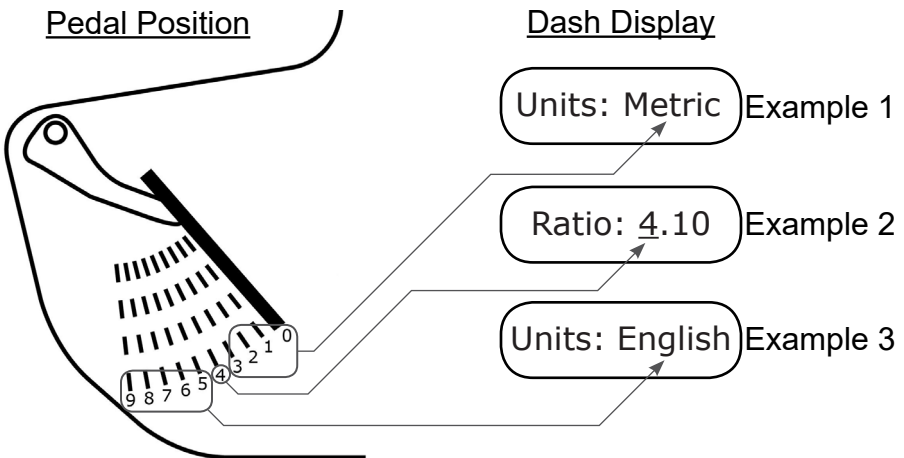 Pedal Position
Dash Display
Units: Metric
Example 1
Ratio: 4.10
Example 2
Units: English
Example 3
0
1
2
3
4
5
6
7
8
9